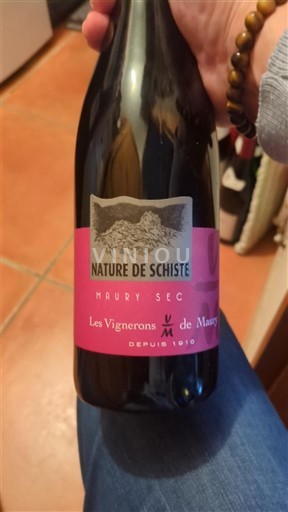 VINIOU
NATURE DE SCHISTE
MAURY SEC
Les Vignerons VM de Maury
DEPUIS 1910